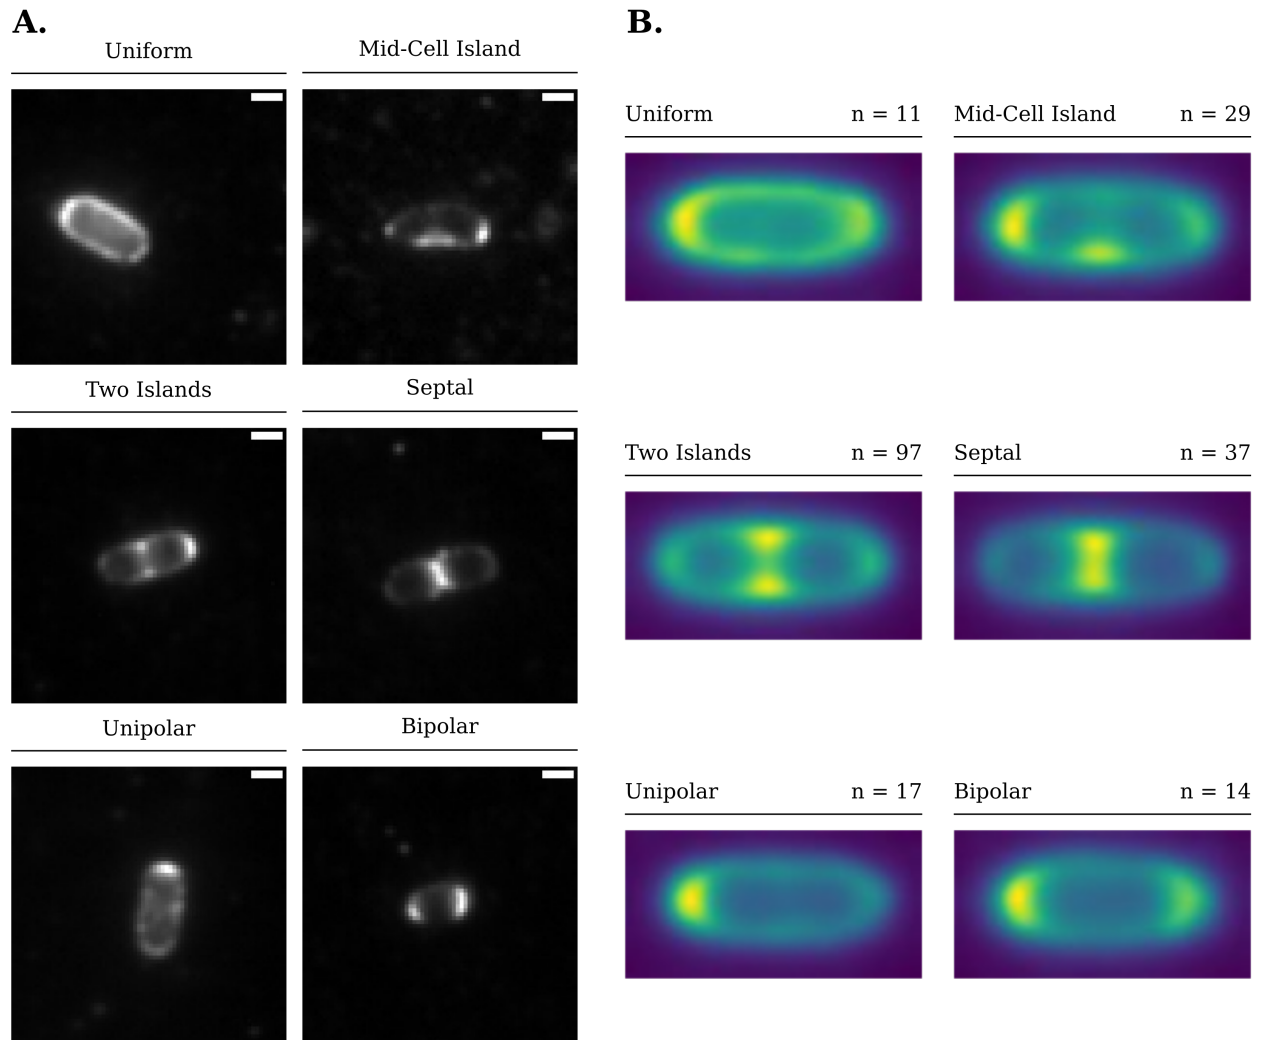 A.
Uniform
Mid-Cell Island
Two Islands
Septal
Unipolar
Bipolar
B.
Uniform n = 11
Mid-Cell Island n = 29
Two Islands n = 97
Septal n = 37
Unipolar n = 17
Bipolar n = 14